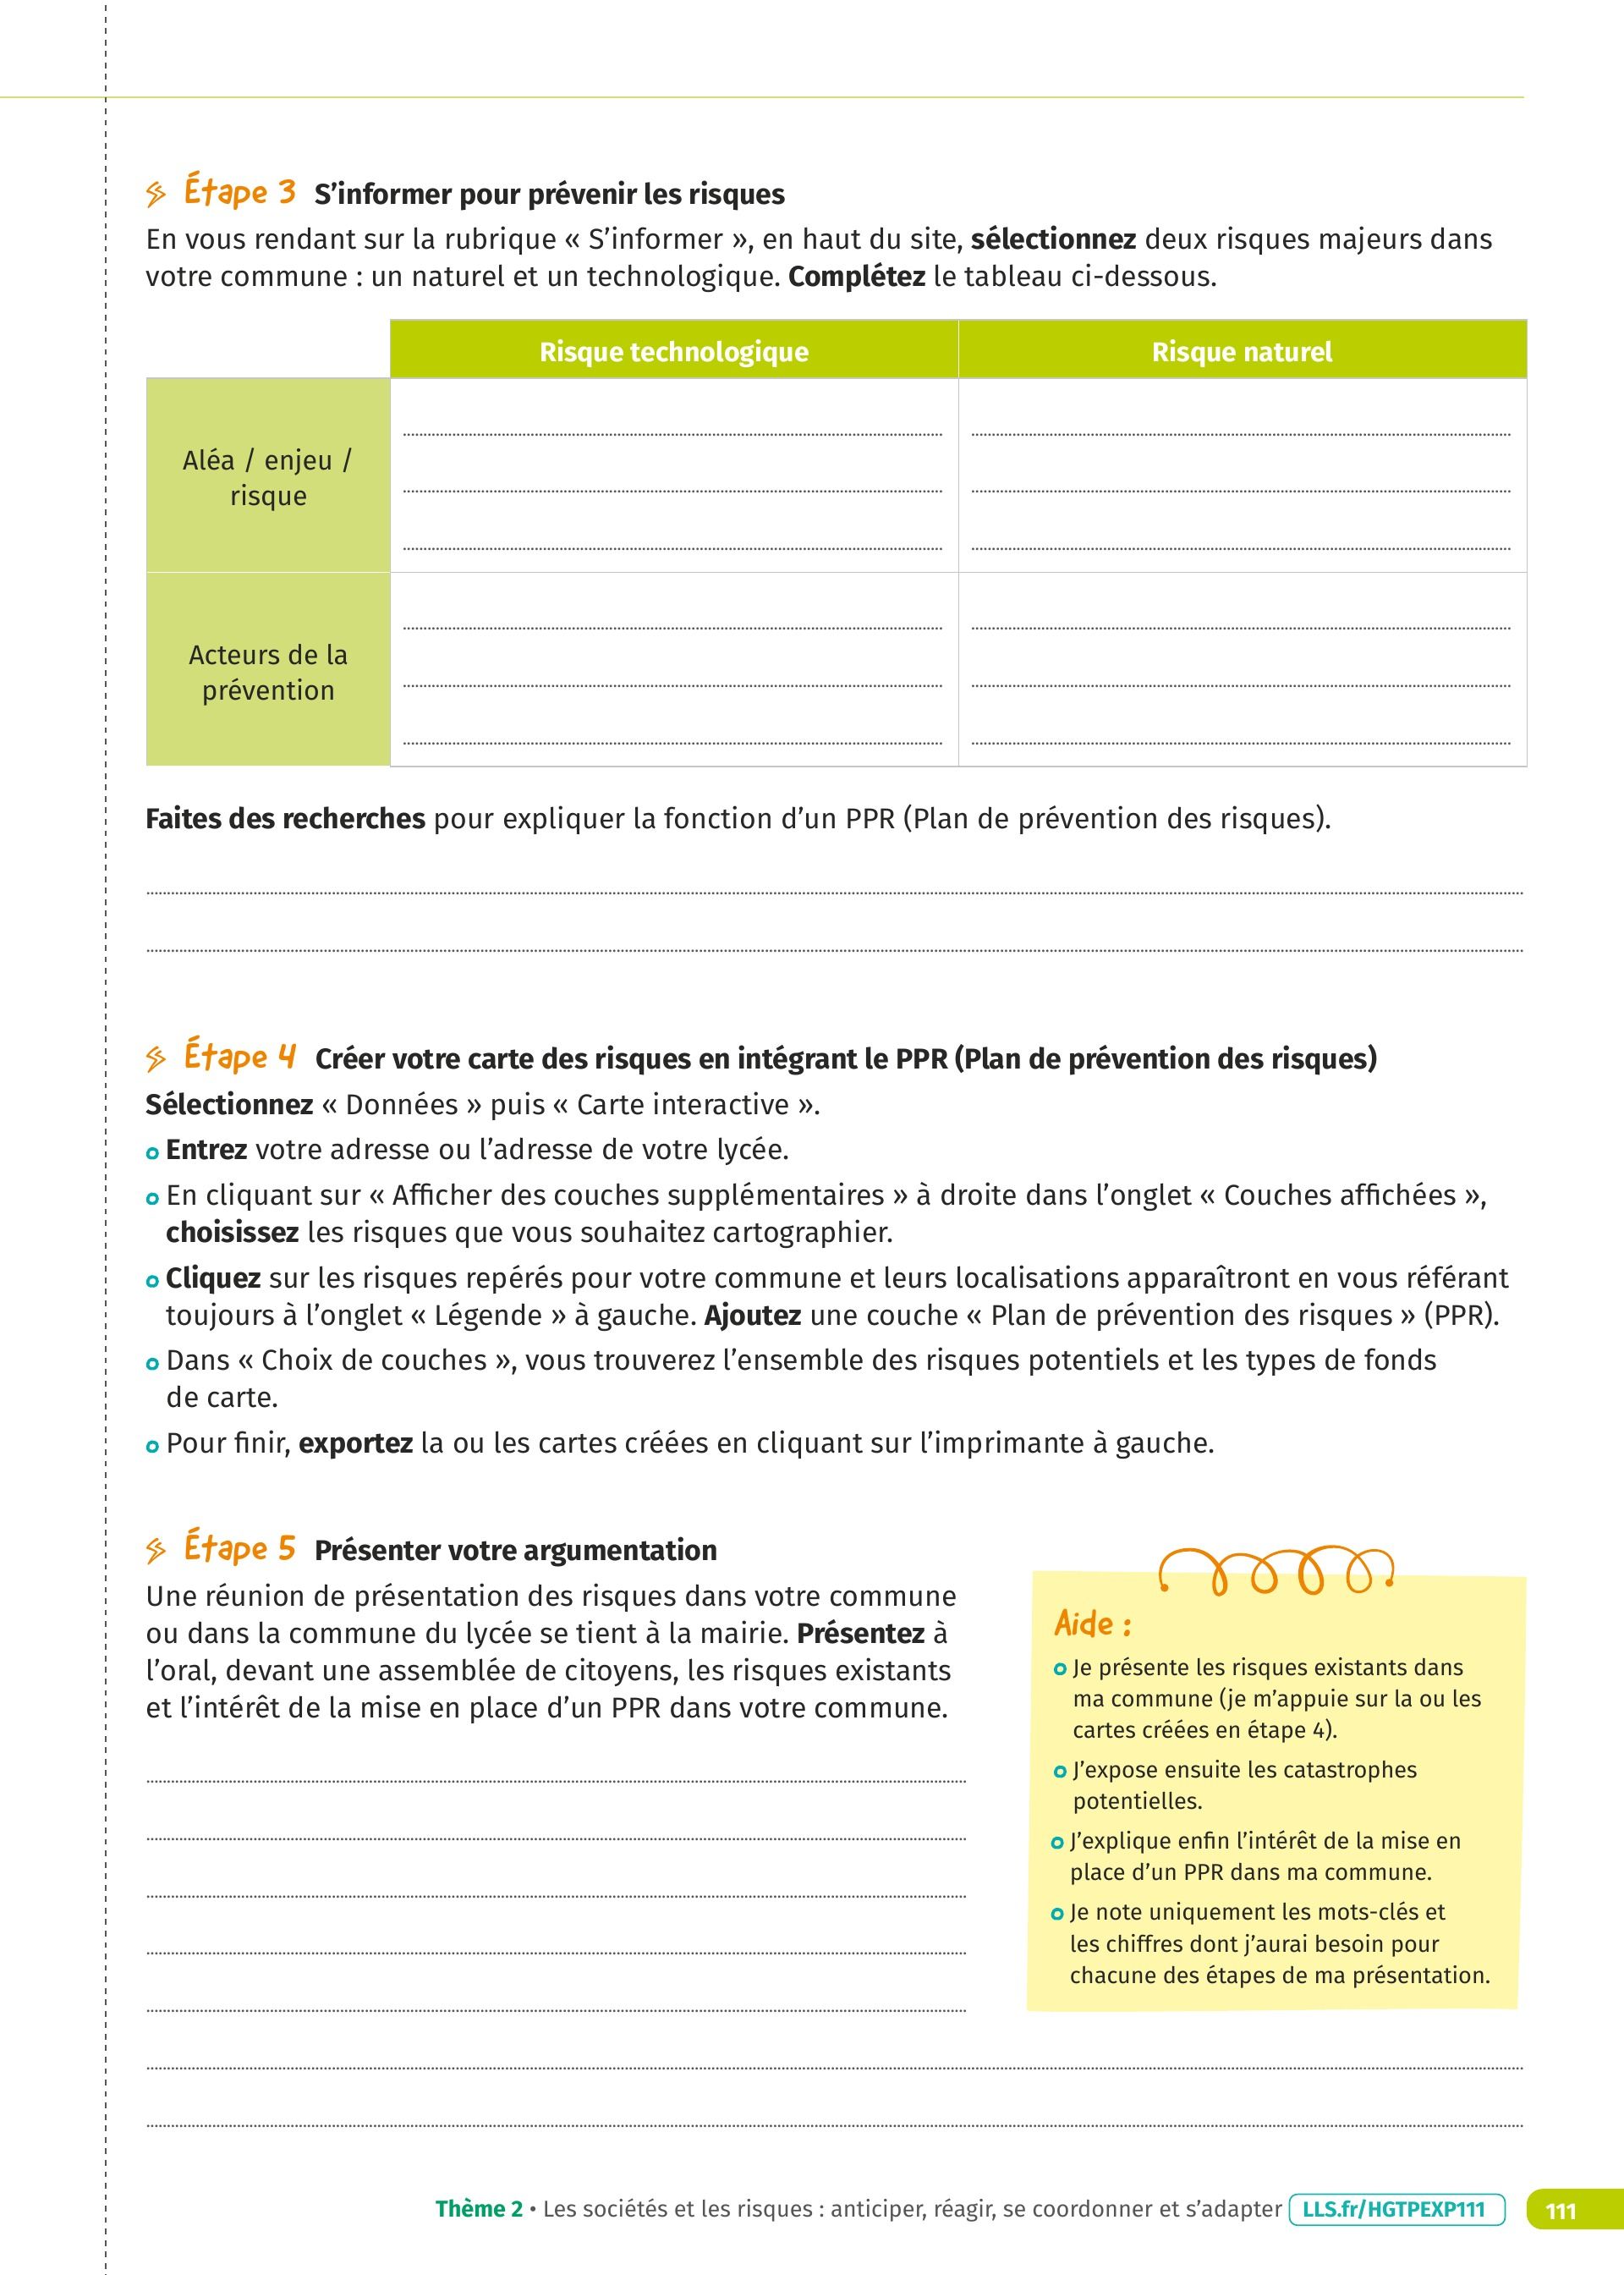 Étape 3 S’informer pour prévenir les risques
En vous rendant sur la rubrique « S’informer », en haut du site, sélectionnez deux risques majeurs dans
votre commune : un naturel et un technologique. Complétez le tableau ci-dessous.
Risque technologique Risque naturel
Aléa / enjeu /
risque
Acteurs de la
prévention
Faites des recherches pour expliquer la fonction d’un PPR (Plan de prévention des risques).
Étape 4 Créer votre carte des risques en intégrant le PPR (Plan de prévention des risques)
Sélectionnez « Données » puis « Carte interactive ».
Entrez votre adresse ou l’adresse de votre lycée.
En cliquant sur « Afficher des couches supplémentaires » à droite dans l’onglet « Couches affichées »,
choisissez les risques que vous souhaitez cartographier.
Cliquez sur les risques repérés pour votre commune et leurs localisations apparaîtront en vous référant
toujours à l’onglet « Légende » à gauche. Ajoutez une couche « Plan de prévention des risques » (PPR).
Dans « Choix de couches », vous trouverez l’ensemble des risques potentiels et les types de fonds
de carte.
Pour finir, exportez la ou les cartes créées en cliquant sur l’imprimante à gauche.
Étape 5 Présenter votre argumentation
Une réunion de présentation des risques dans votre commune
ou dans la commune du lycée se tient à la mairie. Présentez à
l’oral, devant une assemblée de citoyens, les risques existants
et l’intérêt de la mise en place d’un PPR dans votre commune.
Aide :
Je présente les risques existants dans
ma commune (je m’appuie sur la ou les
cartes créées en étape 4).
J’expose ensuite les catastrophes
potentielles.
J’explique enfin l’intérêt de la mise en
place d’un PPR dans ma commune.
Je note uniquement les mots-clés et
les chiffres dont j’aurai besoin pour
chacune des étapes de ma présentation.
Thème 2 • Les sociétés et les risques : anticiper, réagir, se coordonner et s’adapter LLS.fr/HGTPEXP111 111